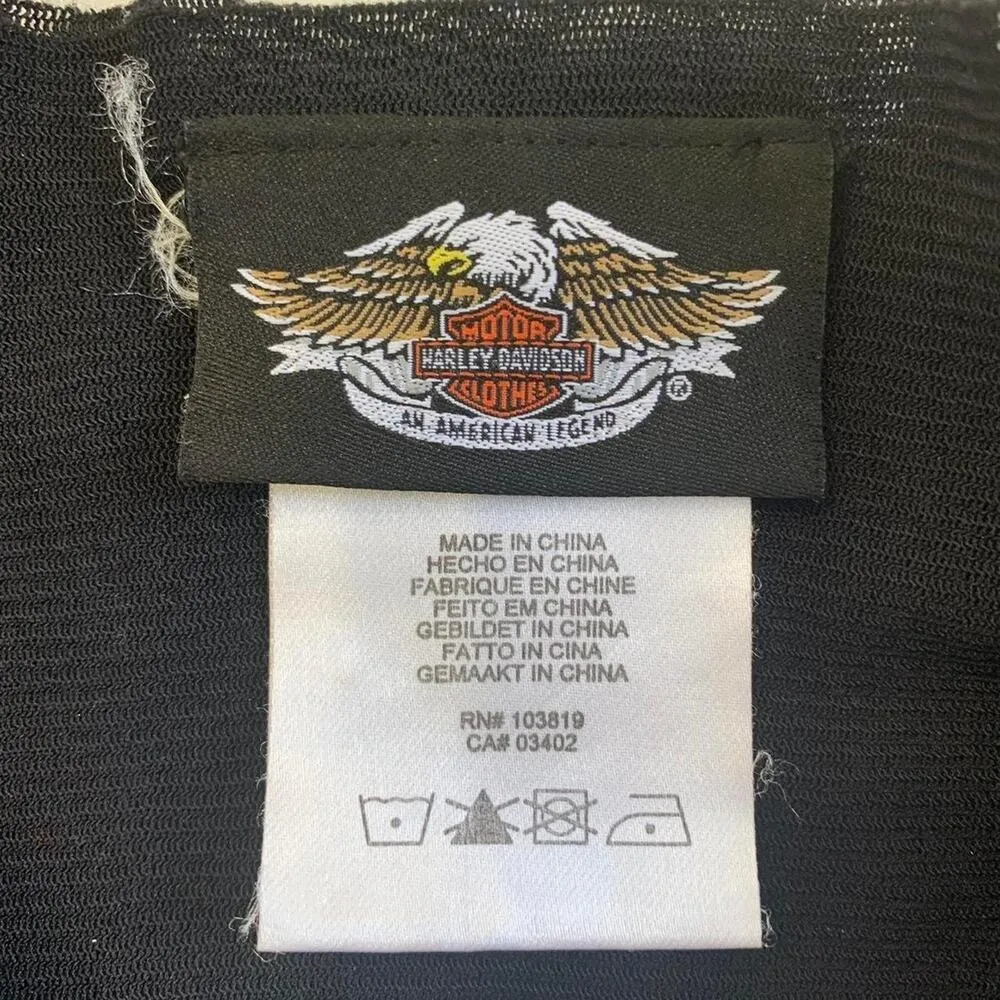 MOTOR
HARLEY-DAVIDSON
CLOTHES
AN AMERICAN LEGEND
®
MADE IN CHINA
HECHO EN CHINA
FABRIQUE EN CHINE
FEITO EM CHINA
GEBILDET IN CHINA
FATTO IN CINA
GEMAAKT IN CHINA
RN# 103819
CA# 03402